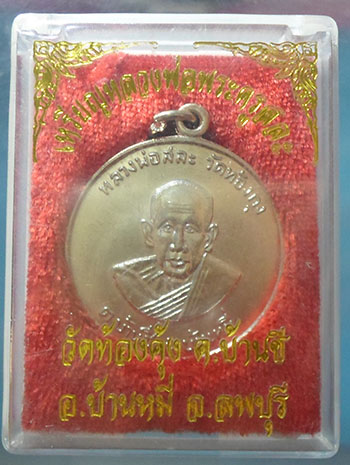 เหรียญหลวงพ่อพระครูศีละ
หลวงพ่อสีละ วัดท้องคุ้ง
วัดท้องคุ้ง ต.บ้านชี
อ.บ้านหมี่ จ.ลพบุรี